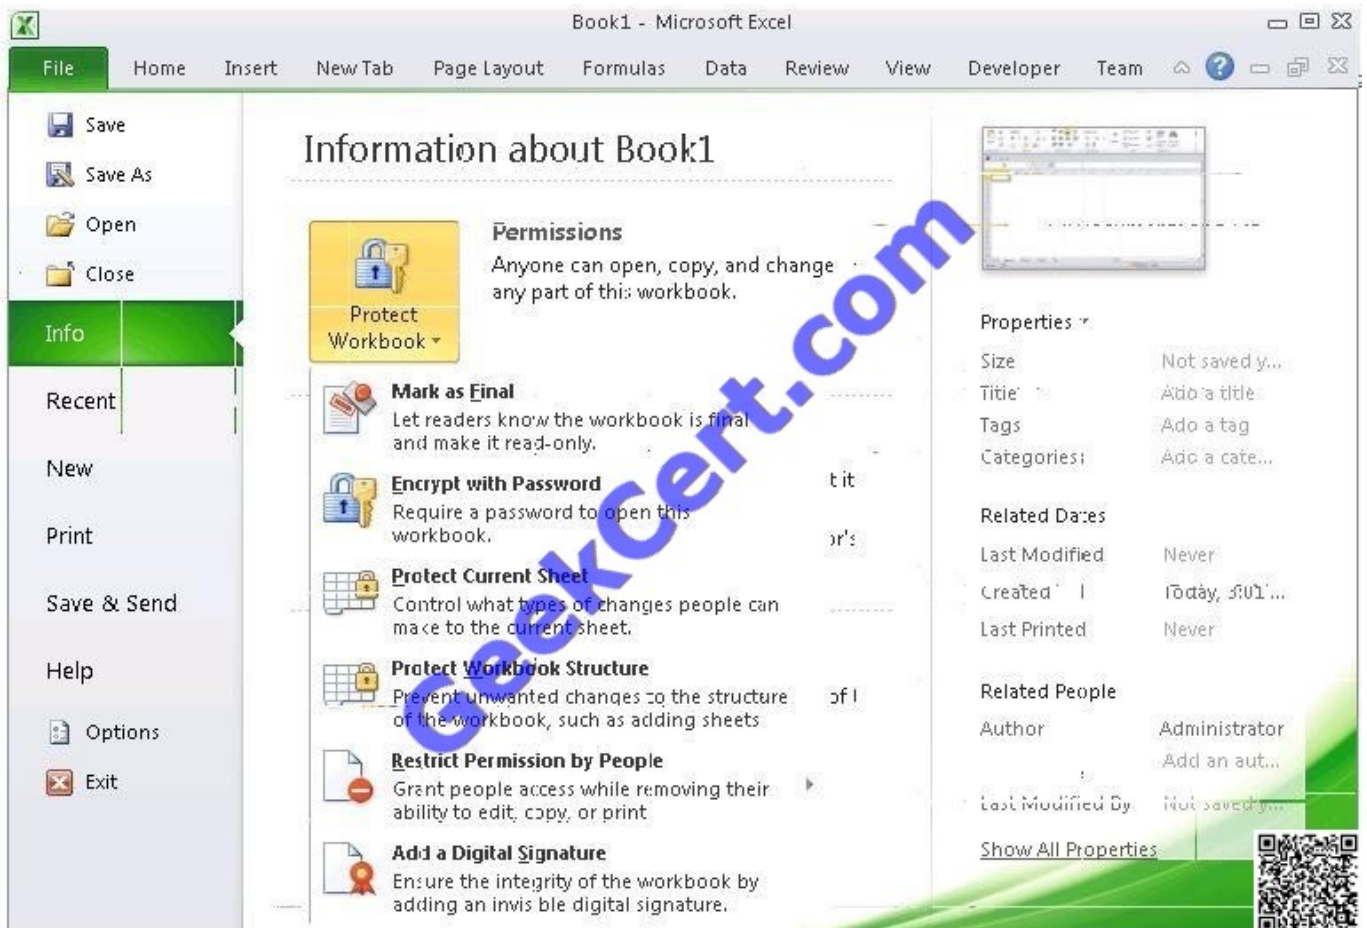 Book1 - Microsoft Excel
File Home Insert New Tab Page Layout Formulas Data Review View Developer Team
Save
Save As
Open
Close
Info
Recent
New
Print
Save & Send
Help
Options
Exit
Information about Book1
Protect
Workbook
Permissions
Anyone can open, copy, and change
any part of this workbook.
Mark as Final
Let readers know the workbook is final
and make it read-only.
Encrypt with Password
Require a password to open this
workbook.
Protect Current Sheet
Control what types of changes people can
make to the current sheet.
Protect Workbook Structure
Prevent unwanted changes to the structure
of the workbook, such as adding sheets
Restrict Permission by People
Grant people access while removing their
ability to edit, copy, or print
Add a Digital Signature
Ensure the integrity of the workbook by
adding an invisible digital signature.
t it
or's
of
GeekCert.com
Properties
Size Not saved y...
Title Add a title
Tags Add a tag
Categories Add a cate...
Related Dates
Last Modified Never
Created Today, 3:01...
Last Printed Never
Related People
Author Administrator
Add an aut...
Last Modified By Not saved y...
Show All Properties